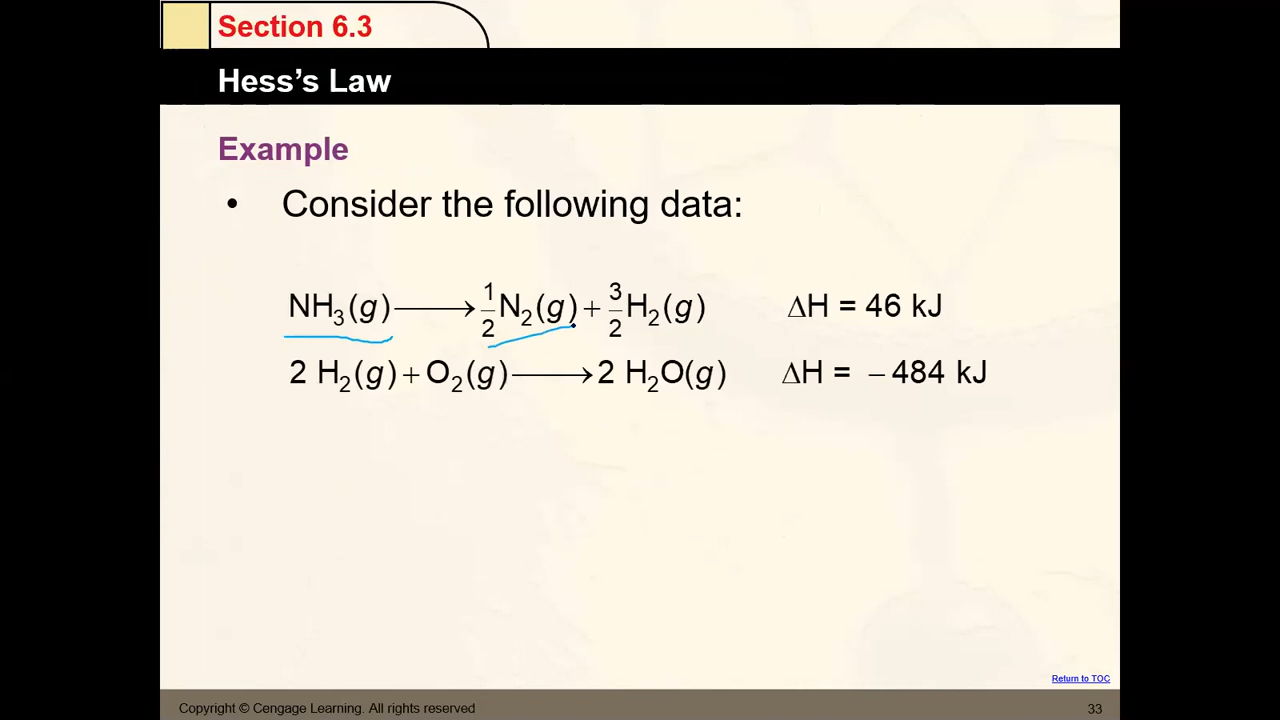 Section 6.3
Hess’s Law
Example
• Consider the following data:
NH₃(g) ⟶ 1/2 N₂(g) + 3/2 H₂(g) ΔH = 46 kJ
2 H₂(g) + O₂(g) ⟶ 2 H₂O(g) ΔH = −484 kJ
Return to TOC
Copyright © Cengage Learning. All rights reserved 33